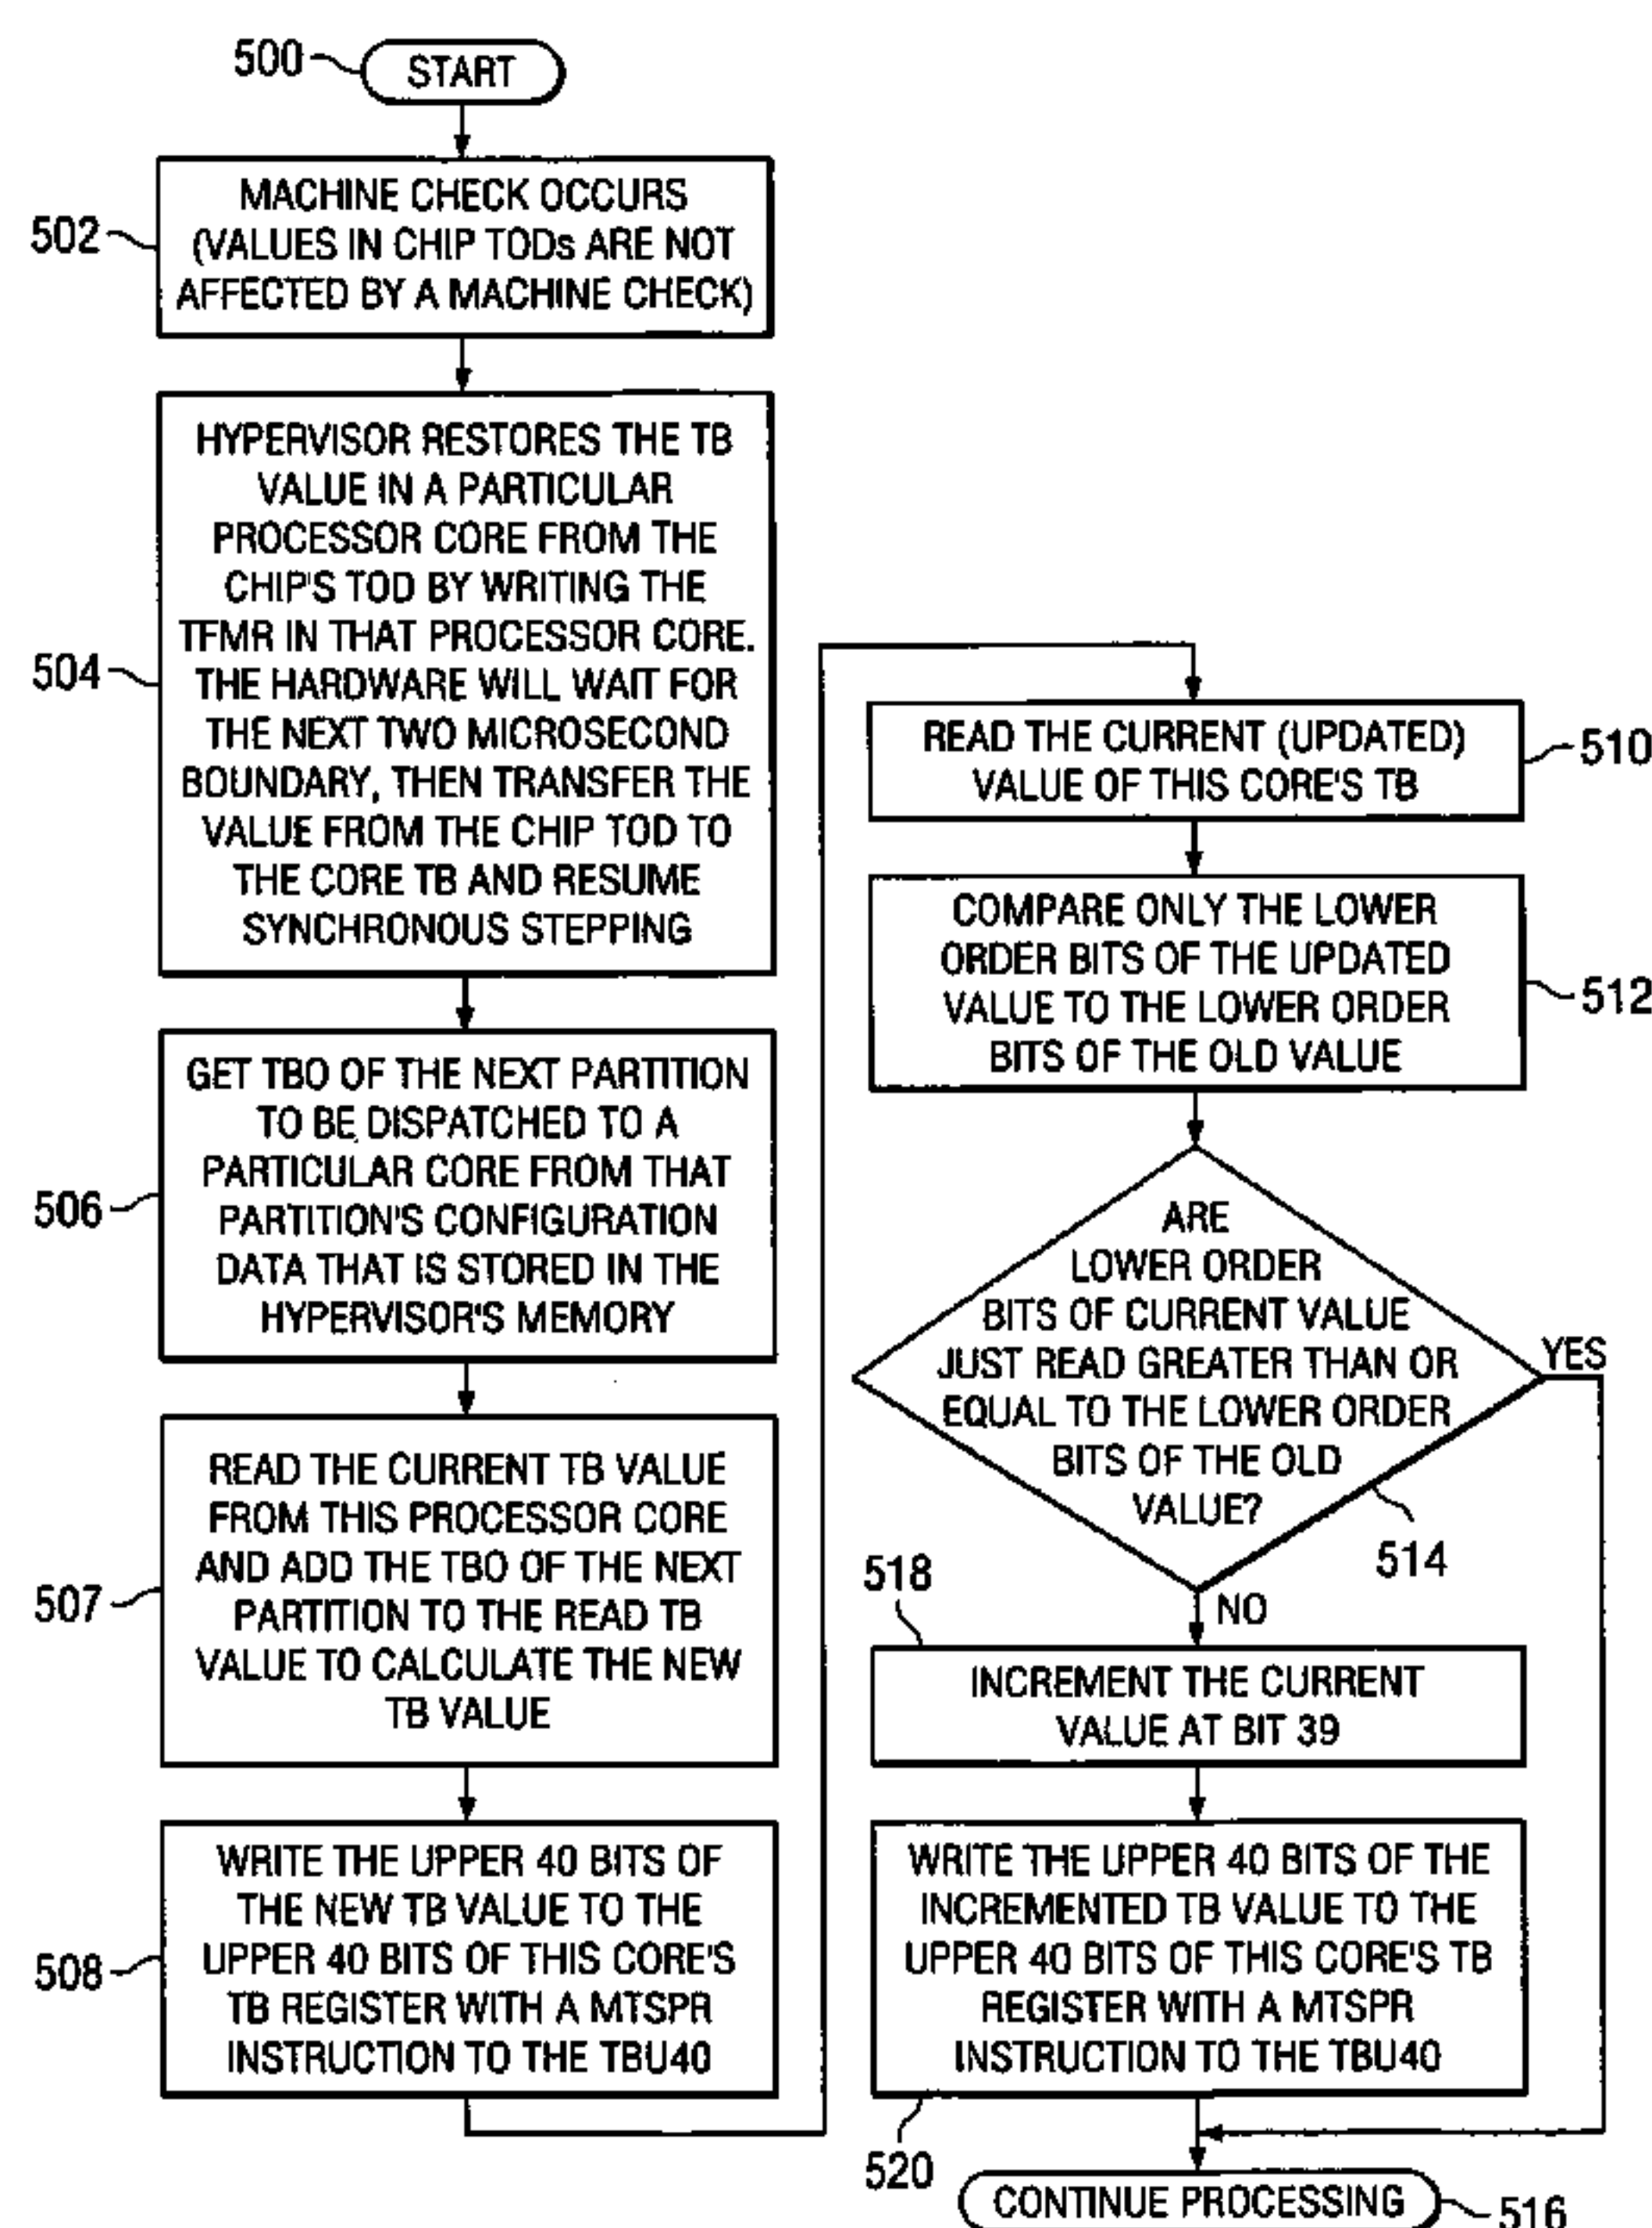 500
START
502
MACHINE CHECK OCCURS
(VALUES IN CHIP TODs ARE NOT
AFFECTED BY A MACHINE CHECK)
504
HYPERVISOR RESTORES THE TB
VALUE IN A PARTICULAR
PROCESSOR CORE FROM THE
CHIP'S TOD BY WRITING THE
TFMR IN THAT PROCESSOR CORE.
THE HARDWARE WILL WAIT FOR
THE NEXT TWO MICROSECOND
BOUNDARY, THEN TRANSFER THE
VALUE FROM THE CHIP TOD TO
THE CORE TB AND RESUME
SYNCHRONOUS STEPPING
506
GET TBO OF THE NEXT PARTITION
TO BE DISPATCHED TO A
PARTICULAR CORE FROM THAT
PARTITION'S CONFIGURATION
DATA THAT IS STORED IN THE
HYPERVISOR'S MEMORY
507
READ THE CURRENT TB VALUE
FROM THIS PROCESSOR CORE
AND ADD THE TBO OF THE NEXT
PARTITION TO THE READ TB
VALUE TO CALCULATE THE NEW
TB VALUE
508
WRITE THE UPPER 40 BITS OF
THE NEW TB VALUE TO THE
UPPER 40 BITS OF THIS CORE'S
TB REGISTER WITH A MTSPR
INSTRUCTION TO THE TBU40
READ THE CURRENT (UPDATED)
VALUE OF THIS CORE'S TB
510
COMPARE ONLY THE LOWER
ORDER BITS OF THE UPDATED
VALUE TO THE LOWER ORDER
BITS OF THE OLD VALUE
512
ARE
LOWER ORDER
BITS OF CURRENT VALUE
JUST READ GREATER THAN OR
EQUAL TO THE LOWER ORDER
BITS OF THE OLD
VALUE?
YES
514
NO
518
INCREMENT THE CURRENT
VALUE AT BIT 39
WRITE THE UPPER 40 BITS OF THE
INCREMENTED TB VALUE TO THE
UPPER 40 BITS OF THIS CORE'S TB
REGISTER WITH A MTSPR
INSTRUCTION TO THE TBU40
520
CONTINUE PROCESSING
516